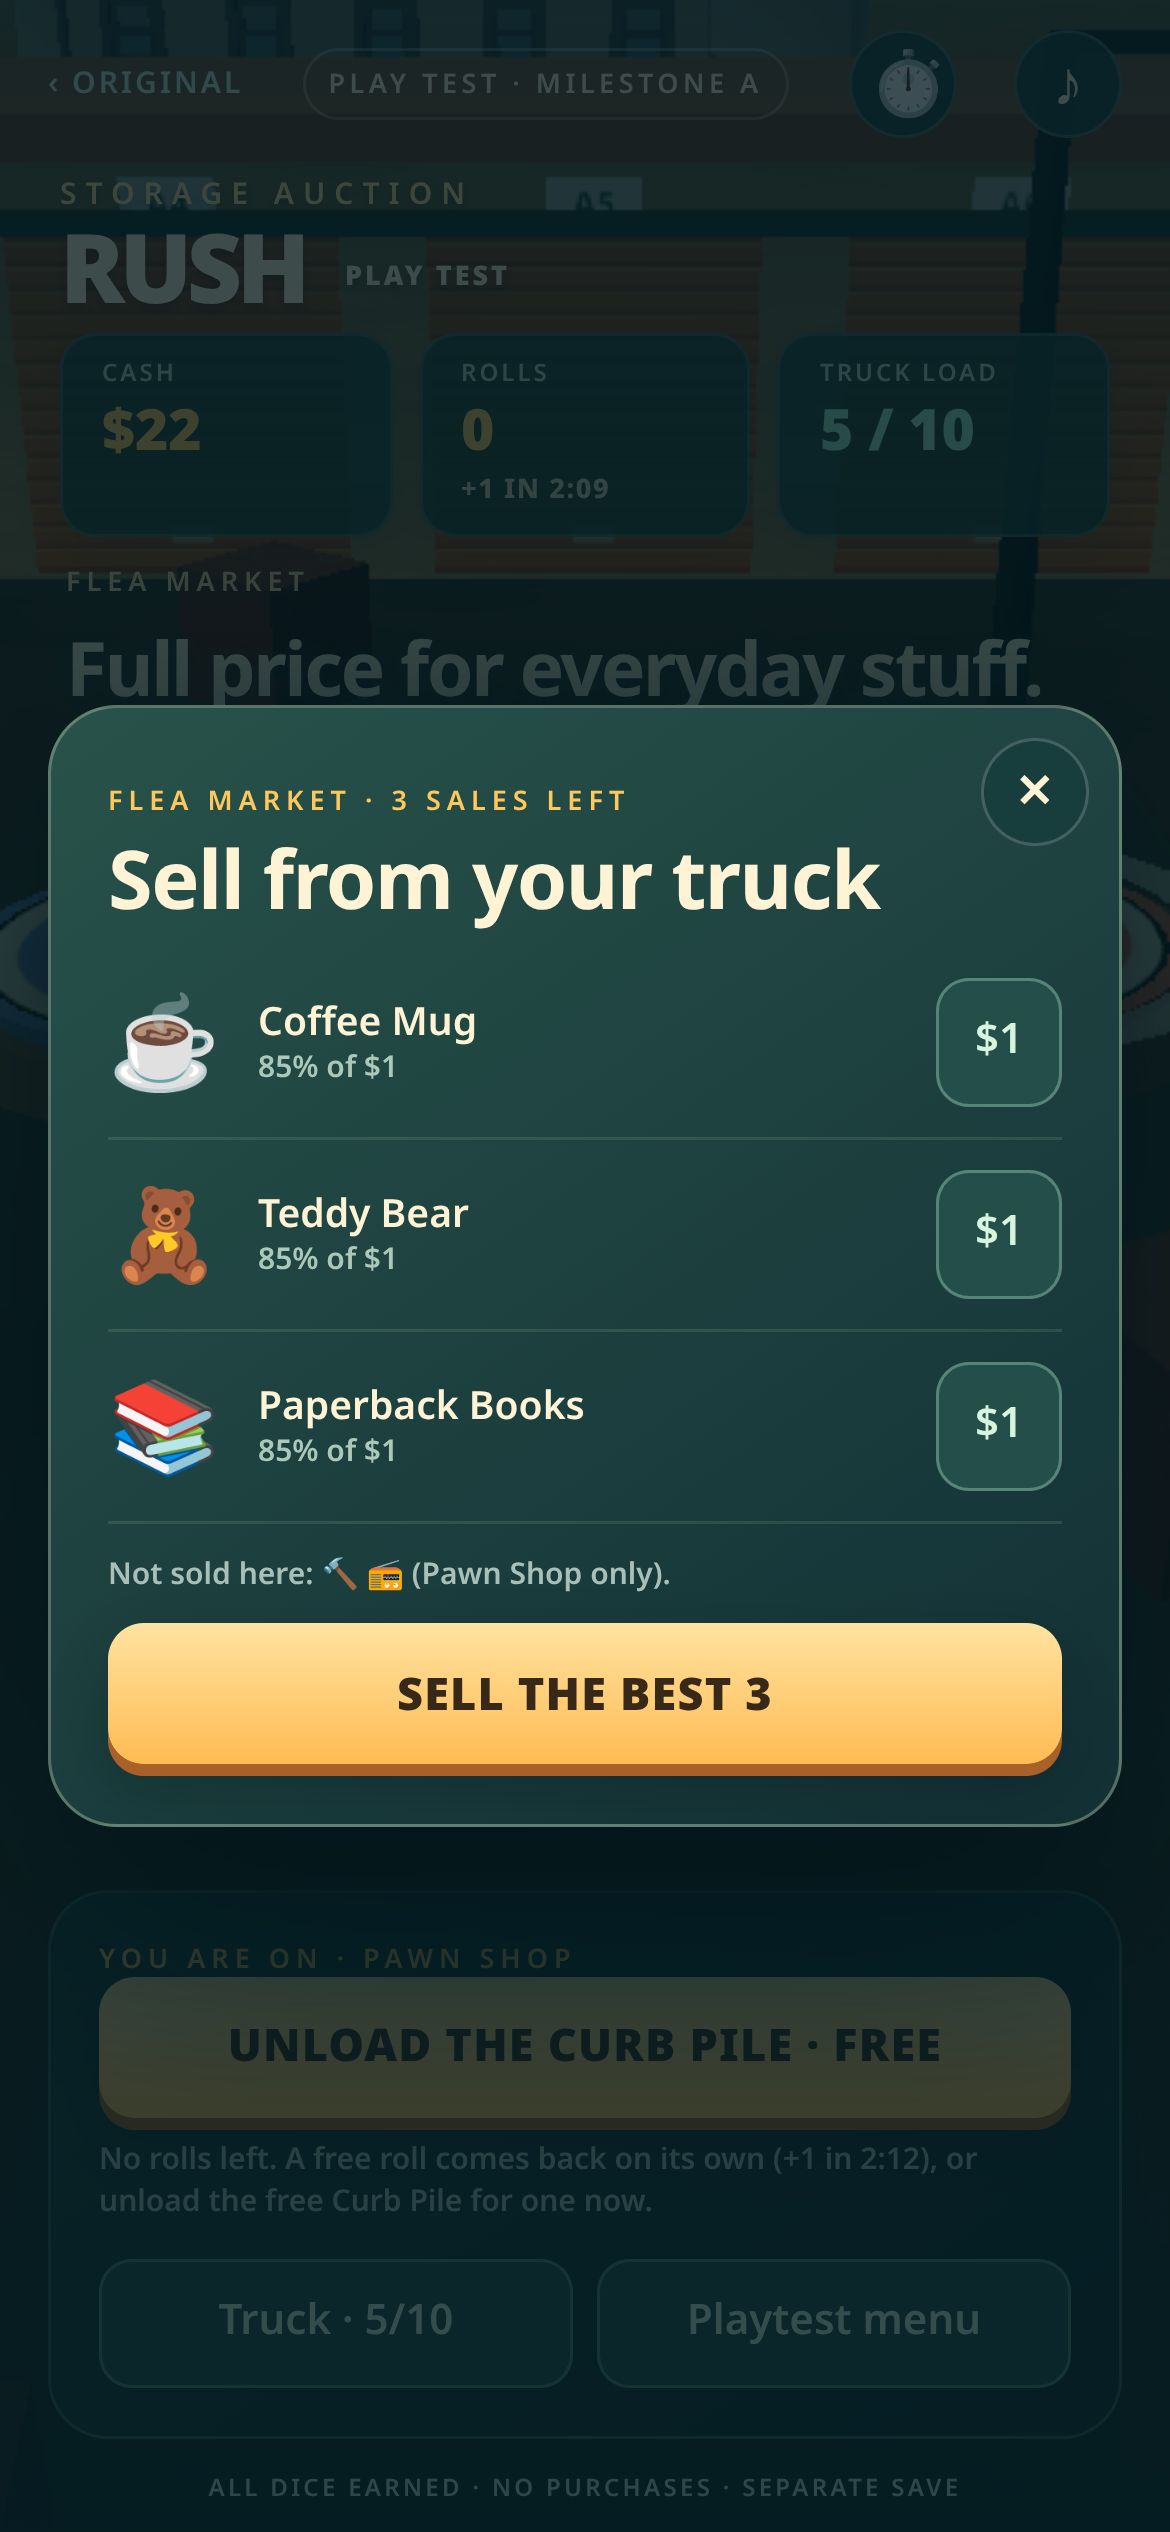 ‹ ORIGINAL
PLAY TEST · MILESTONE A
STORAGE AUCTION
A5
RUSH PLAY TEST
CASH
$22
ROLLS
0
+1 IN 2:09
TRUCK LOAD
5 / 10
FLEA MARKET
Full price for everyday stuff.
FLEA MARKET · 3 SALES LEFT
Sell from your truck
Coffee Mug
85% of $1
$1
Teddy Bear
85% of $1
$1
Paperback Books
85% of $1
$1
Not sold here: 🔨 📻 (Pawn Shop only).
SELL THE BEST 3
YOU ARE ON · PAWN SHOP
UNLOAD THE CURB PILE · FREE
No rolls left. A free roll comes back on its own (+1 in 2:12), or
unload the free Curb Pile for one now.
Truck · 5/10
Playtest menu
ALL DICE EARNED · NO PURCHASES · SEPARATE SAVE